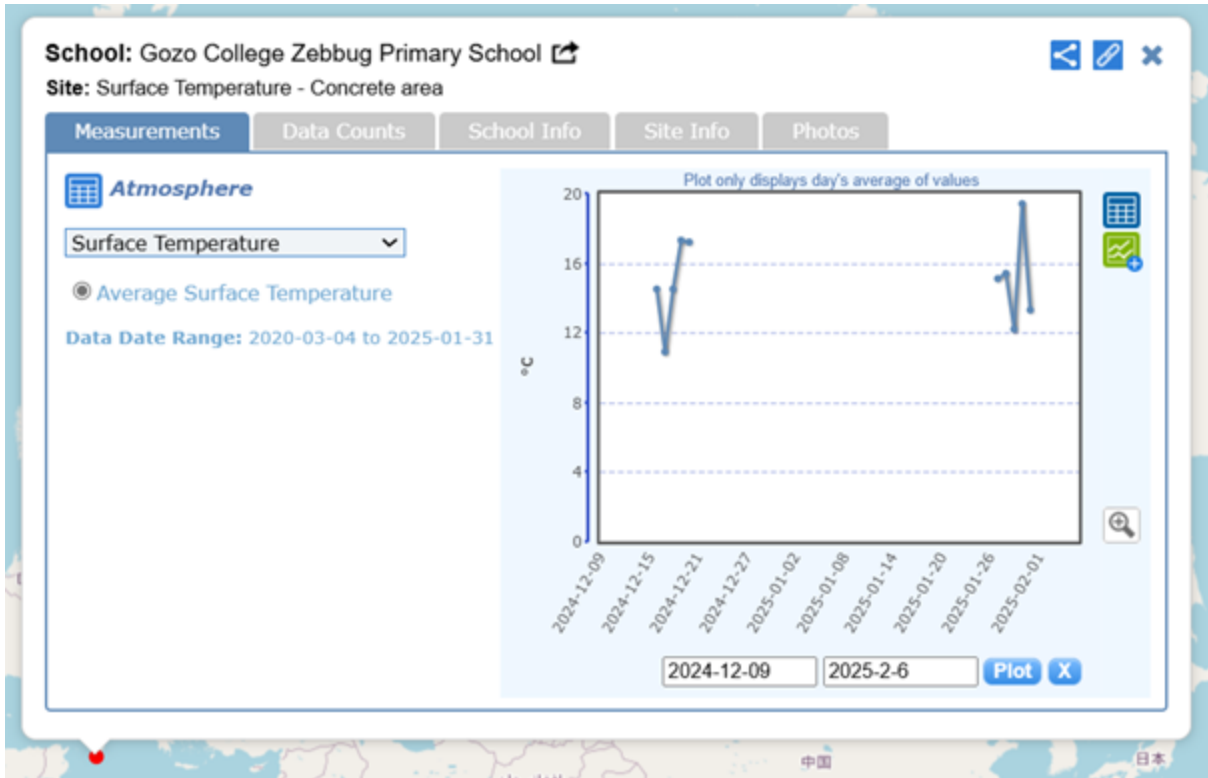 School: Gozo College Zebbug Primary School
Site: Surface Temperature - Concrete area
Measurements Data Counts School Info Site Info Photos
Atmosphere
Surface Temperature
Average Surface Temperature
Data Date Range: 2020-03-04 to 2025-01-31
Plot only displays day's average of values
20
16
12
8
4
0
°C
2024-12-09
2024-12-15
2024-12-21
2024-12-27
2025-01-02
2025-01-08
2025-01-14
2025-01-20
2025-01-26
2025-02-01
2024-12-09 2025-2-6 Plot X
中国
日本